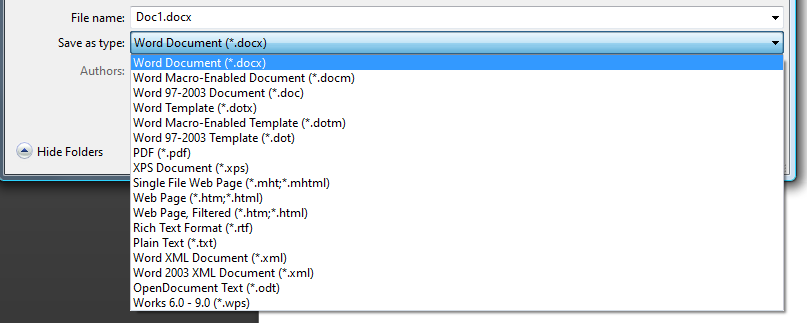 File name: Doc1.docx
Save as type: Word Document (*.docx)
Word Document (*.docx)
Authors:
Word Macro-Enabled Document (*.docm)
Word 97-2003 Document (*.doc)
Word Template (*.dotx)
Word Macro-Enabled Template (*.dotm)
Word 97-2003 Template (*.dot)
Hide Folders
PDF (*.pdf)
XPS Document (*.xps)
Single File Web Page (*.mht;*.mhtml)
Web Page (*.htm;*.html)
Web Page, Filtered (*.htm;*.html)
Rich Text Format (*.rtf)
Plain Text (*.txt)
Word XML Document (*.xml)
Word 2003 XML Document (*.xml)
OpenDocument Text (*.odt)
Works 6.0 - 9.0 (*.wps)